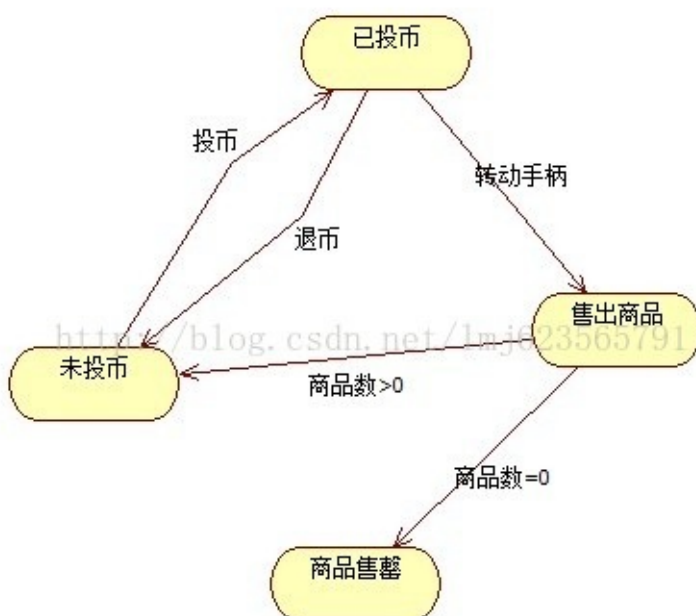 已投币
投币
转动手柄
退币
售出商品
http://blog.csdn.net/lmj623565791
未投币
商品数>0
商品数=0
商品售罄